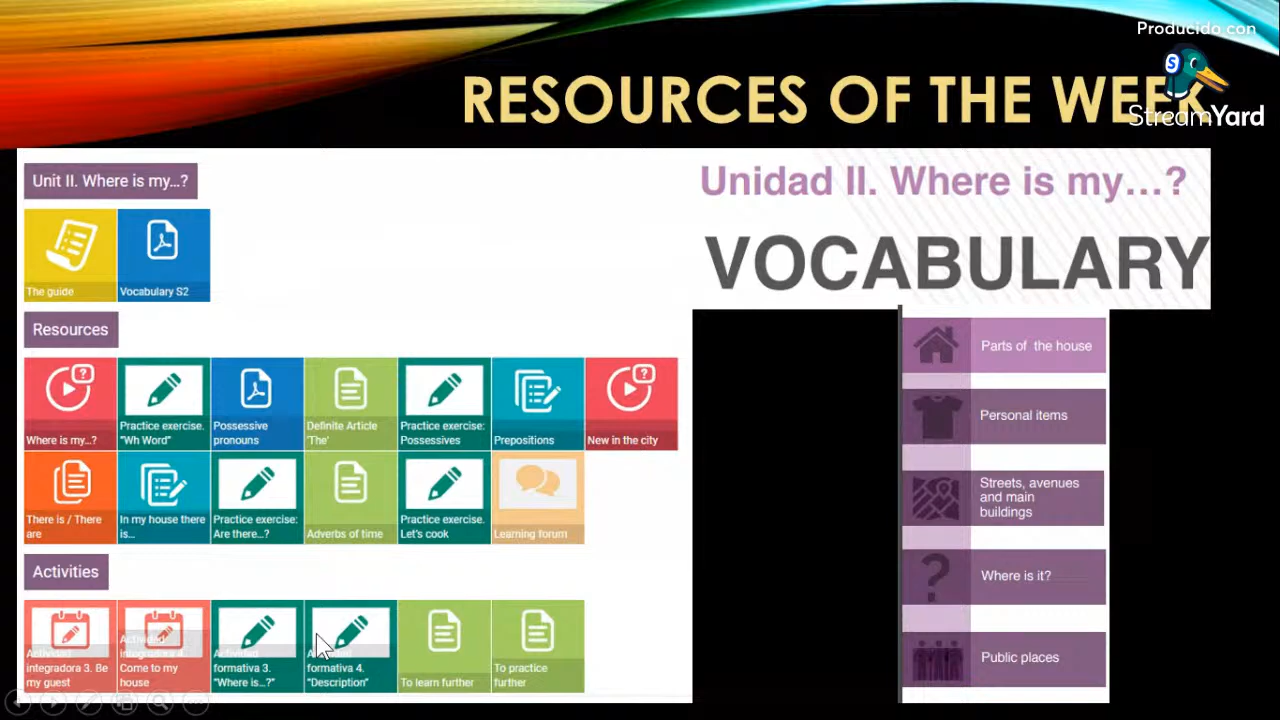 Producido con
StreamYard
RESOURCES OF THE WEEK
Unit II. Where is my...?
The guide
Vocabulary S2
Resources
Where is my...?
Practice exercise.
"Wh Word"
Possessive
pronouns
Definite Article
'The'
Practice exercise:
Possessives
Prepositions
New in the city
There is / There
are
In my house there
is...
Practice exercise:
Are there...?
Adverbs of time
Practice exercise.
Let's cook
Learning forum
Activities
Actividad
integradora 3. Be
my guest
Actividad
integradora 4.
Come to my
house
Actividad
formativa 3.
"Where is...?"
formativa 4.
"Description"
To learn further
To practice
further
Unidad II. Where is my...?
VOCABULARY
Parts of the house
Personal items
Streets, avenues
and main
buildings
Where is it?
Public places